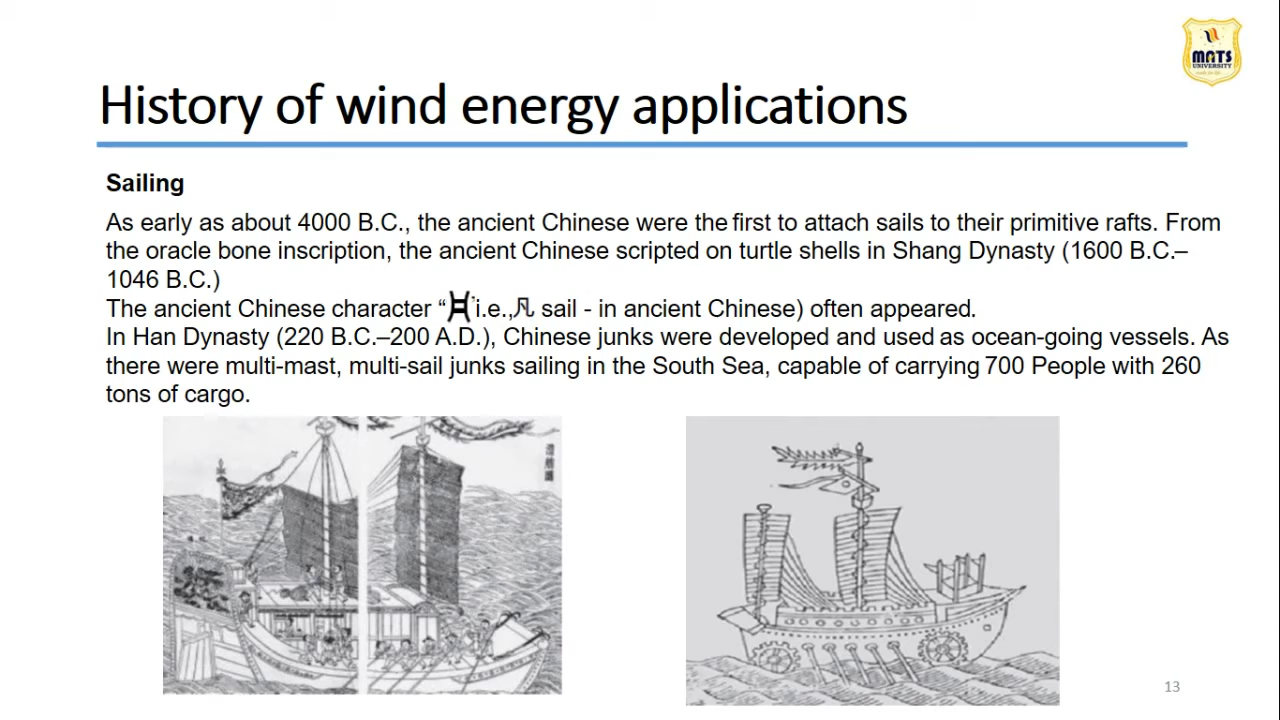 MATS
UNIVERSITY
History of wind energy applications
Sailing
As early as about 4000 B.C., the ancient Chinese were the first to attach sails to their primitive rafts. From
the oracle bone inscription, the ancient Chinese scripted on turtle shells in Shang Dynasty (1600 B.C.–
1046 B.C.)
The ancient Chinese character “ ’i.e.,凡 sail - in ancient Chinese) often appeared.
In Han Dynasty (220 B.C.–200 A.D.), Chinese junks were developed and used as ocean-going vessels. As
there were multi-mast, multi-sail junks sailing in the South Sea, capable of carrying 700 People with 260
tons of cargo.
13